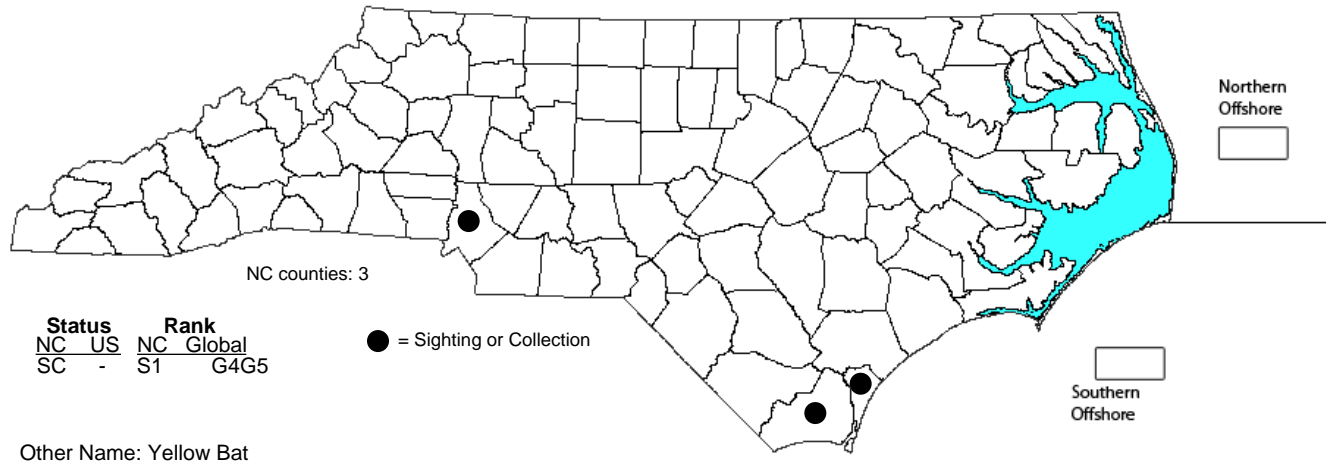 Northern
Offshore
NC counties: 3
Status Rank
NC US NC Global
SC - S1 G4G5
= Sighting or Collection
Southern
Offshore
Other Name: Yellow Bat